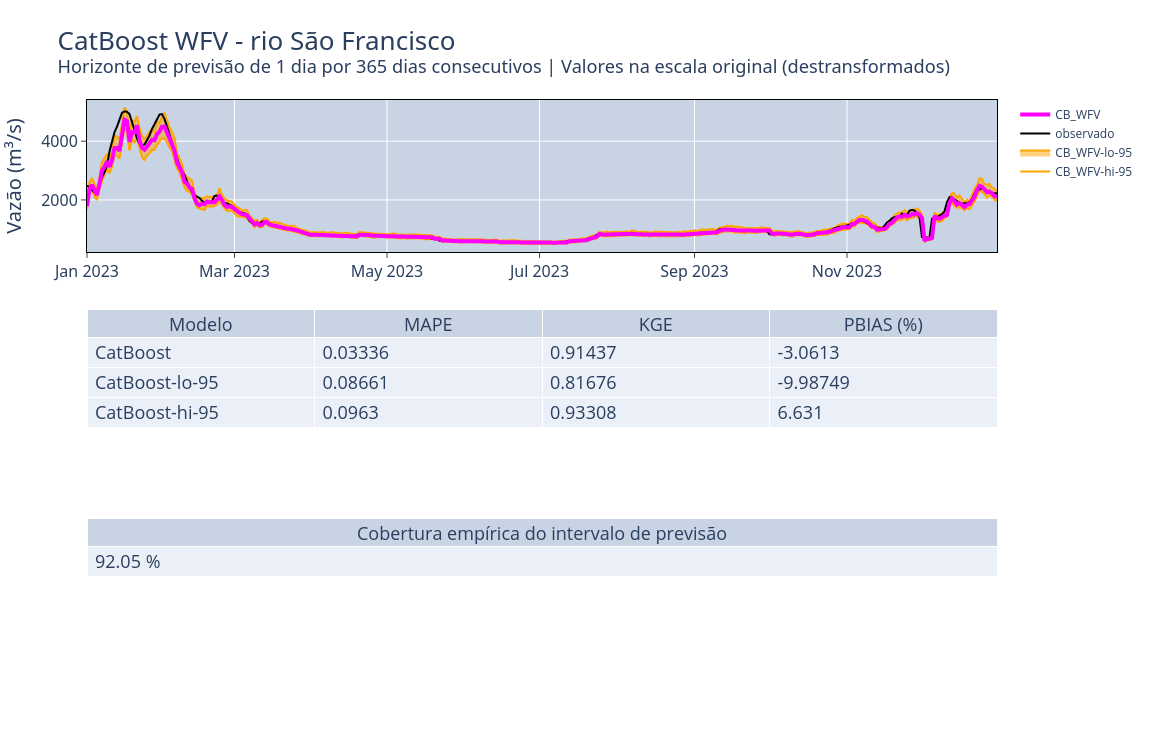 CatBoost WFV - rio São Francisco
Horizonte de previsão de 1 dia por 365 dias consecutivos | Valores na escala original (destransformados)
Vazão (m³/s)
4000
2000
Jan 2023 Mar 2023 May 2023 Jul 2023 Sep 2023 Nov 2023
CB_WFV
observado
CB_WFV-lo-95
CB_WFV-hi-95
Modelo MAPE KGE PBIAS (%)
CatBoost 0.03336 0.91437 -3.0613
CatBoost-lo-95 0.08661 0.81676 -9.98749
CatBoost-hi-95 0.0963 0.93308 6.631
Cobertura empírica do intervalo de previsão
92.05 %